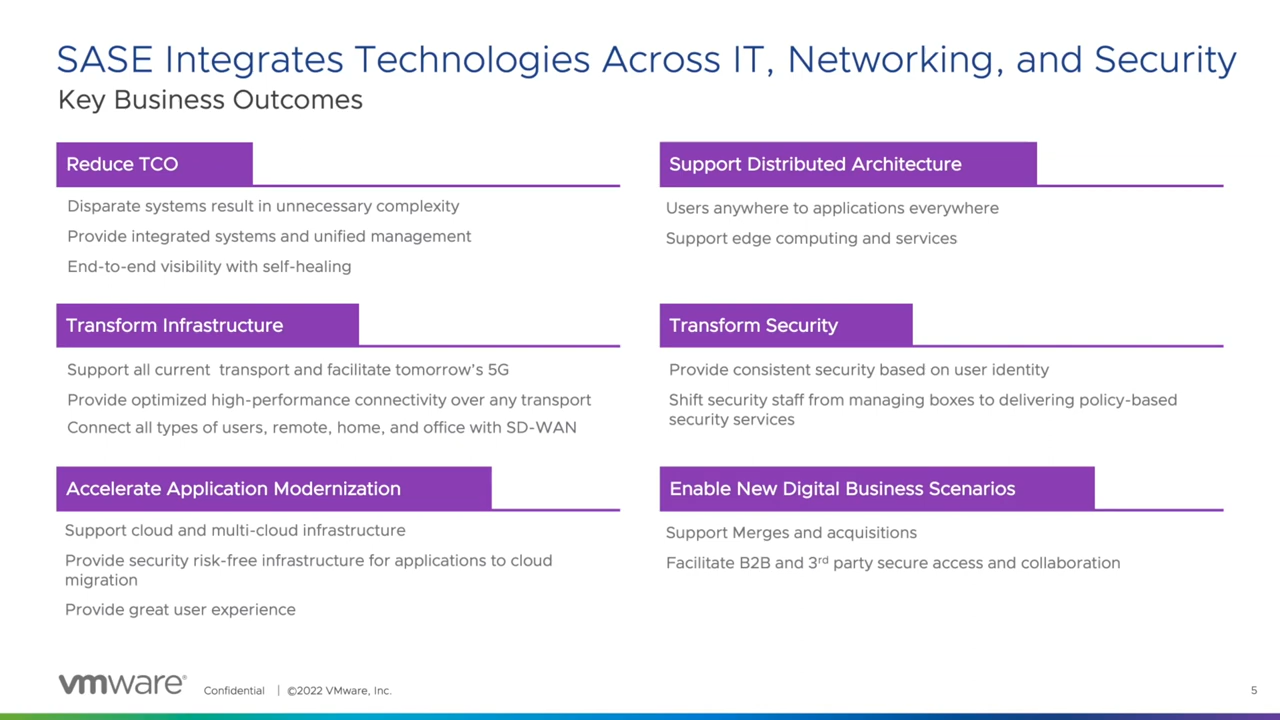 SASE Integrates Technologies Across IT, Networking, and Security
Key Business Outcomes
Reduce TCO
Disparate systems result in unnecessary complexity
Provide integrated systems and unified management
End-to-end visibility with self-healing
Support Distributed Architecture
Users anywhere to applications everywhere
Support edge computing and services
Transform Infrastructure
Support all current transport and facilitate tomorrow's 5G
Provide optimized high-performance connectivity over any transport
Connect all types of users, remote, home, and office with SD-WAN
Transform Security
Provide consistent security based on user identity
Shift security staff from managing boxes to delivering policy-based
security services
Accelerate Application Modernization
Support cloud and multi-cloud infrastructure
Provide security risk-free infrastructure for applications to cloud
migration
Provide great user experience
Enable New Digital Business Scenarios
Support Merges and acquisitions
Facilitate B2B and 3rd party secure access and collaboration
vmware® Confidential | ©2022 VMware, Inc. 5